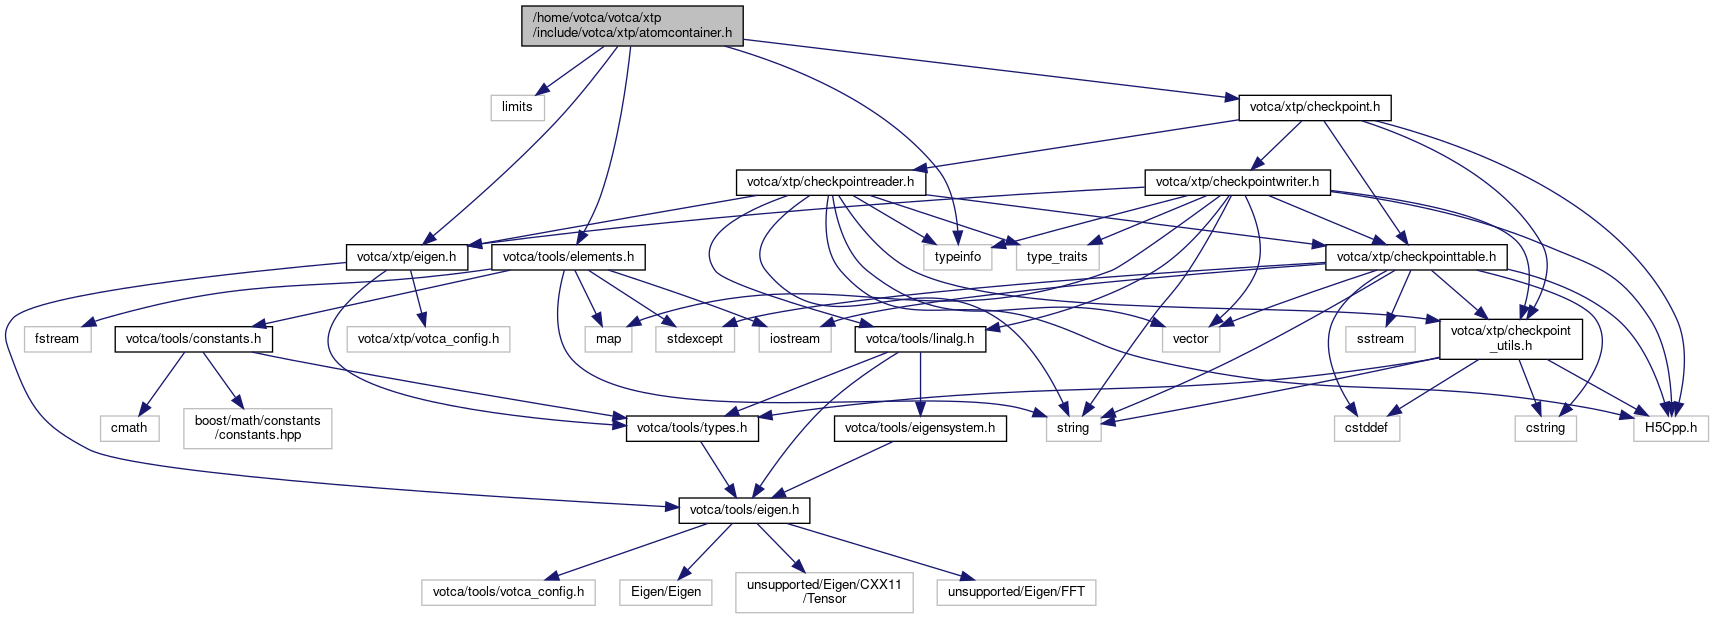 /home/votca/votca/xtp
/include/votca/xtp/atomcontainer.h
limits
votca/xtp/checkpoint.h
votca/xtp/checkpointreader.h
votca/xtp/checkpointwriter.h
votca/xtp/eigen.h
votca/tools/elements.h
typeinfo
type_traits
votca/xtp/checkpointtable.h
fstream
votca/tools/constants.h
votca/xtp/votca_config.h
map
stdexcept
iostream
votca/tools/linalg.h
vector
sstream
votca/xtp/checkpoint
_utils.h
cmath
boost/math/constants
/constants.hpp
votca/tools/types.h
votca/tools/eigensystem.h
string
cstddef
cstring
H5Cpp.h
votca/tools/eigen.h
votca/tools/votca_config.h
Eigen/Eigen
unsupported/Eigen/CXX11
/Tensor
unsupported/Eigen/FFT